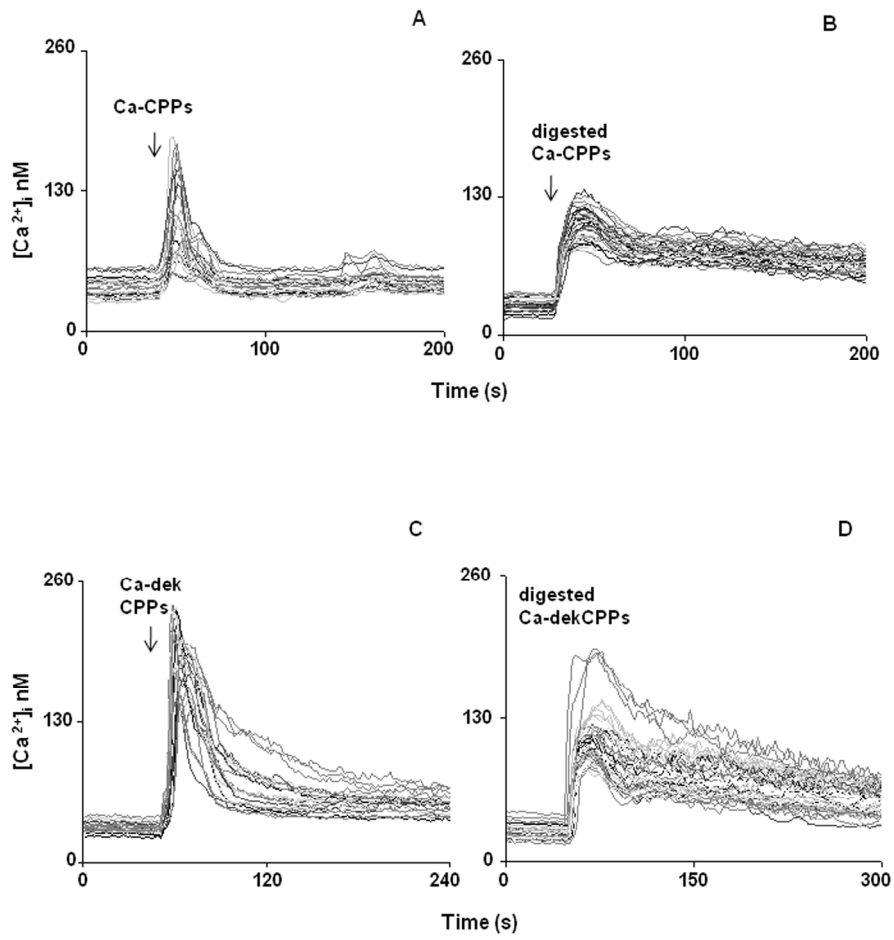 A
260
Ca-CPPs
130
[Ca2+]i nM
0
0
100
200
B
260
digested
Ca-CPPs
130
0
0
100
200
Time (s)
C
260
Ca-dek
CPPs
130
[Ca2+]i nM
0
0
120
240
D
260
digested
Ca-dekCPPs
130
0
0
150
300
Time (s)